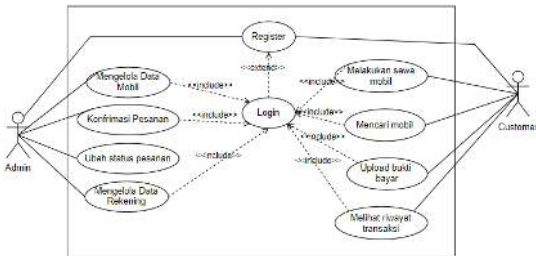 Register
<<extend>>
Mengelola Data
Mobil
<<include>>
<<include>>
Melakukan sewa
mobil
Konfirmasi Pesanan
<<include>>
Login
<<include>>
Mencari mobil
Admin
Customar
Ubah status pesanan
<<include>>
<<include>>
<<include>>
Upload bukti
bayar
Mengelola Data
Rekening
Melihat riwayat
transaksi